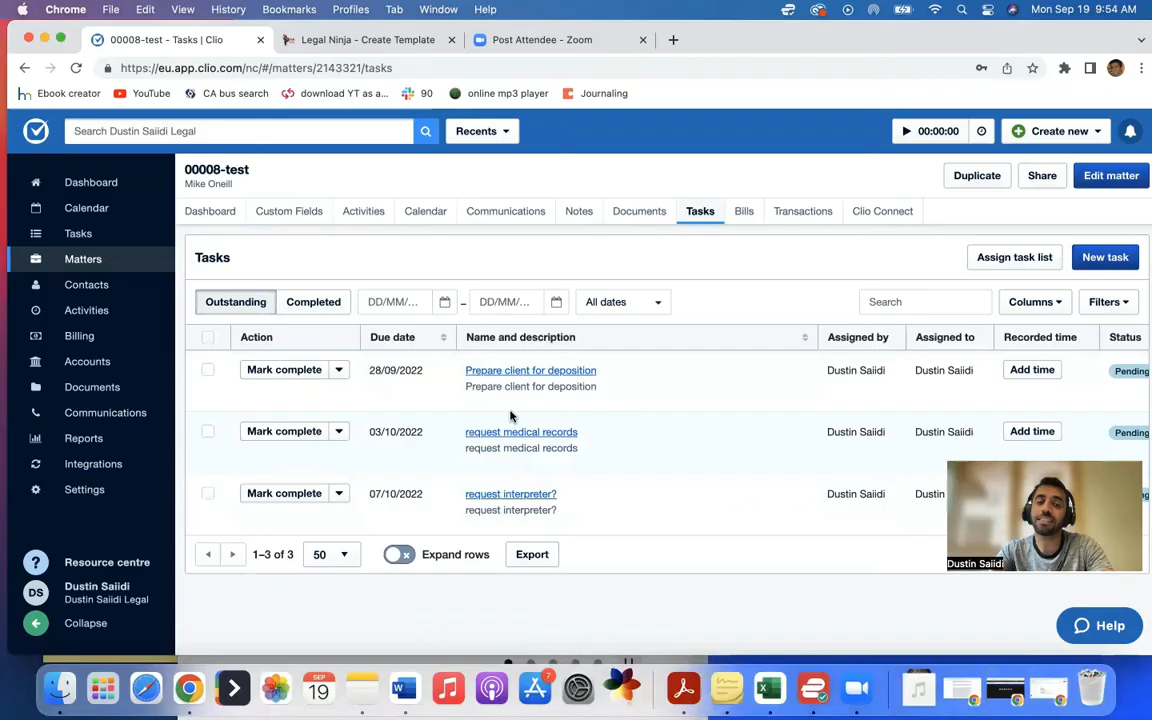 Chrome File Edit View History Bookmarks Profiles Tab Window Help Mon Sep 19 9:54 AM
00008-test - Tasks | Clio Legal Ninja - Create Template Post Attendee - Zoom
https://eu.app.clio.com/nc/#/matters/2143321/tasks
Ebook creator YouTube CA bus search download YT as a... 90 online mp3 player Journaling
Search Dustin Saiidi Legal Recents 00:00:00 Create new
00008-test
Mike Oneill
Duplicate Share Edit matter
Dashboard Custom Fields Activities Calendar Communications Notes Documents Tasks Bills Transactions Clio Connect
Dashboard
Calendar
Tasks
Matters
Contacts
Activities
Billing
Accounts
Documents
Communications
Reports
Integrations
Settings
? Resource centre
DS Dustin Saiidi
Dustin Saiidi Legal
Collapse
Tasks Assign task list New task
Outstanding Completed DD/MM/... – DD/MM/... All dates Search Columns Filters
Action Due date Name and description Assigned by Assigned to Recorded time Status
Mark complete 28/09/2022 Prepare client for deposition Dustin Saiidi Dustin Saiidi Add time Pending
Prepare client for deposition
Mark complete 03/10/2022 request medical records Dustin Saiidi Dustin Saiidi Add time Pending
request medical records
Mark complete 07/10/2022 request interpreter? Dustin Saiidi Dustin
request interpreter?
1–3 of 3 50 Expand rows Export
Dustin Saiidi
Help
SEP
19
7